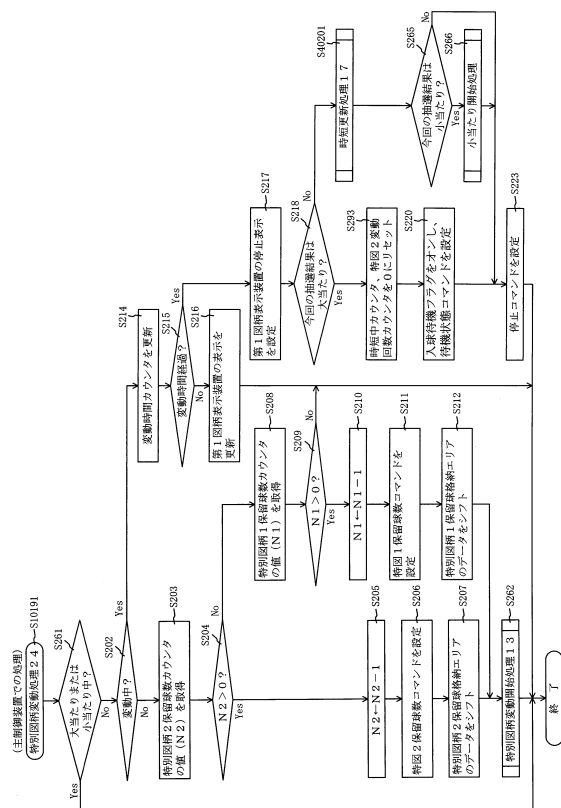 (主制御装置での処理)
特別図柄変動処理24
S10191
大当たりまたは
小当たり中?
S261
Yes
No
変動中?
S202
Yes
No
特別図柄2保留球数カウンタ
の値(N2)を取得
S203
N2>0?
S204
No
Yes
N2←N2-1
S205
特図2保留球数コマンドを設定
S206
特別図柄2保留球格納エリア
のデータをシフト
S207
特別図柄1保留球数カウンタ
の値(N1)を取得
S208
N1>0?
S209
No
Yes
N1←N1-1
S210
特図1保留球数コマンドを
設定
S211
特別図柄1保留球格納エリア
のデータをシフト
S212
特別図柄変動開始処理13
S262
変動時間カウンタを更新
S214
変動時間経過?
S215
Yes
No
第1図柄表示装置の表示を
更新
S216
第1図柄表示装置の停止表示
を設定
S217
今回の抽選結果は
大当たり?
S218
No
Yes
時短中カウンタ、特図2変動
回数カウンタを0にリセット
S293
入球待機フラグをオンし、
待機状態コマンドを設定
S220
時短更新処理17
S40201
今回の抽選結果は
小当たり?
S265
No
Yes
小当たり開始処理
S266
停止コマンドを設定
S223
終了